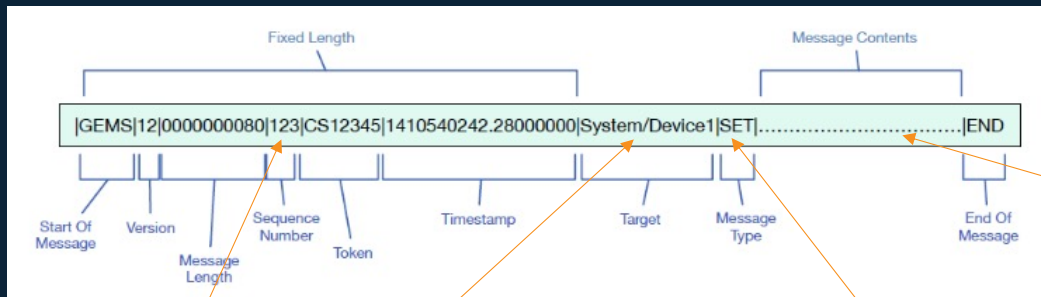 Fixed Length
Message Contents
|GEMS|12|0000000080|123|CS12345|1410540242.28000000|System/Device1|SET|.................................|END
Start Of
Message
Version
Message
Length
Sequence
Number
Token
Timestamp
Target
Message
Type
End Of
Message